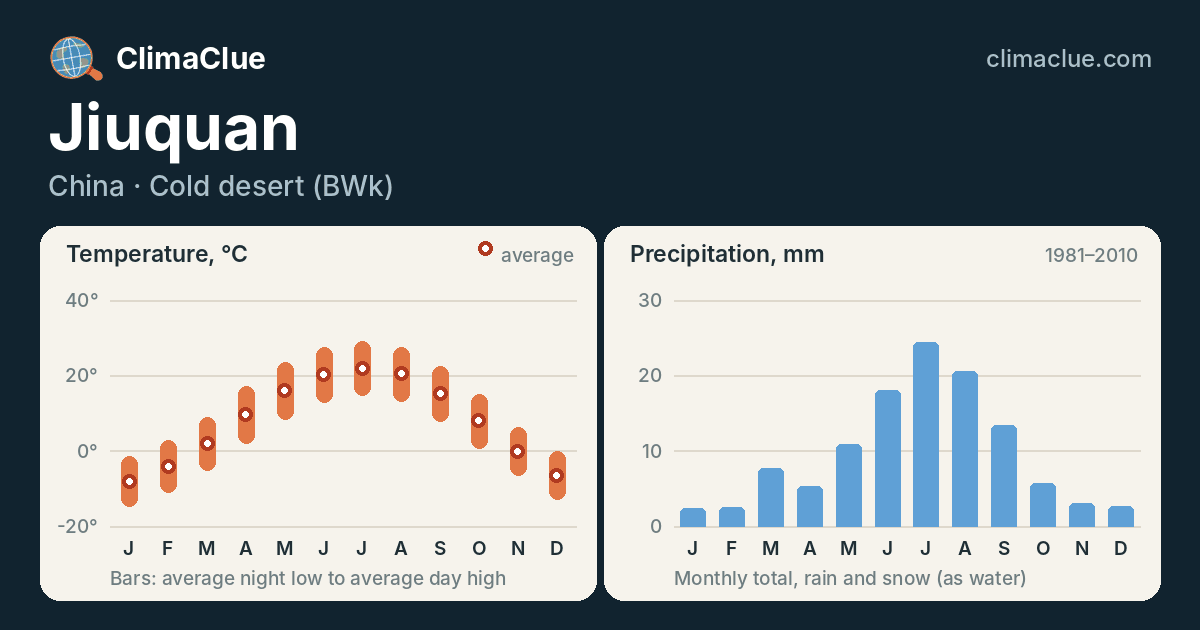 ClimaClue
climaclue.com
Jiuquan
China · Cold desert (BWk)
Temperature, °C
average
40°
20°
0°
-20°
J F M A M J J A S O N D
Bars: average night low to average day high
Precipitation, mm
1981–2010
30
20
10
0
J F M A M J J A S O N D
Monthly total, rain and snow (as water)